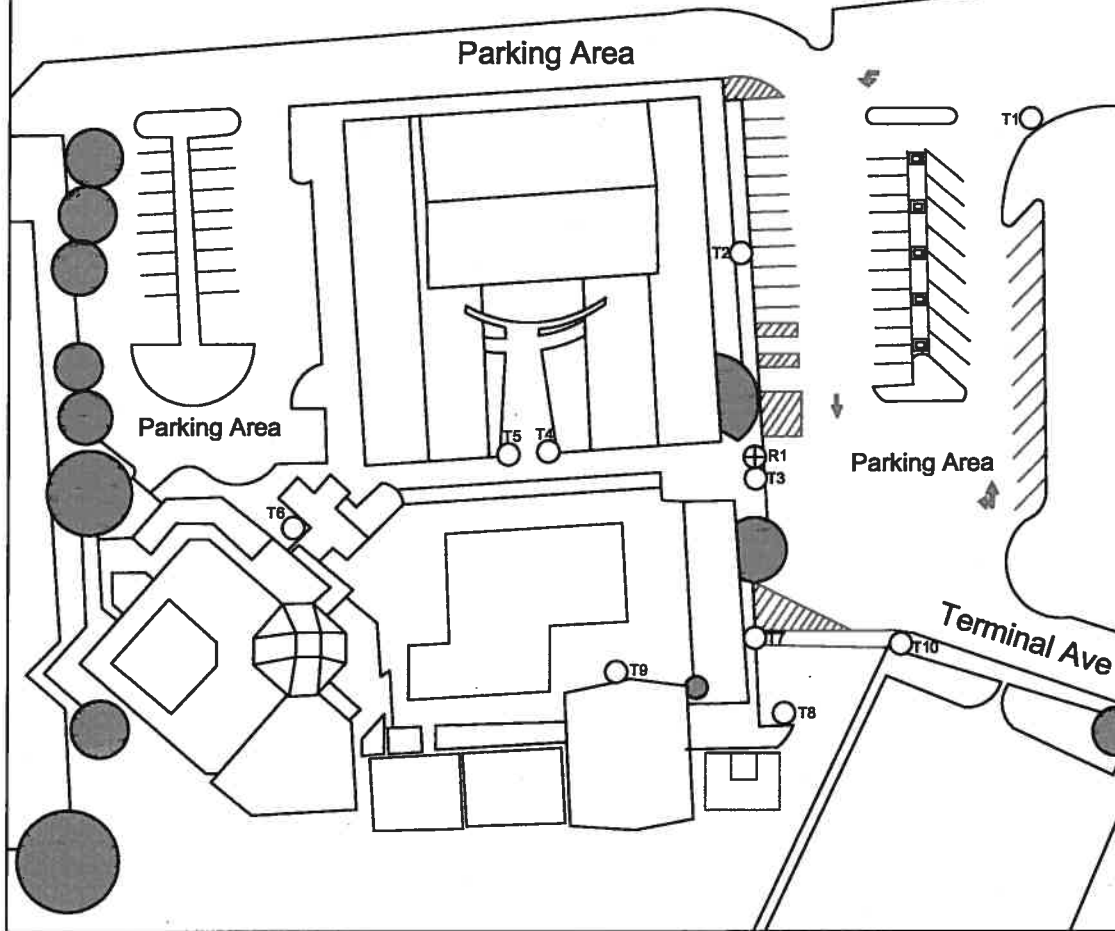 Parking Area
T1
T2
Parking Area
T5
T4
R1
T3
Parking Area
T6
Terminal Ave
T7
T10
T9
T8